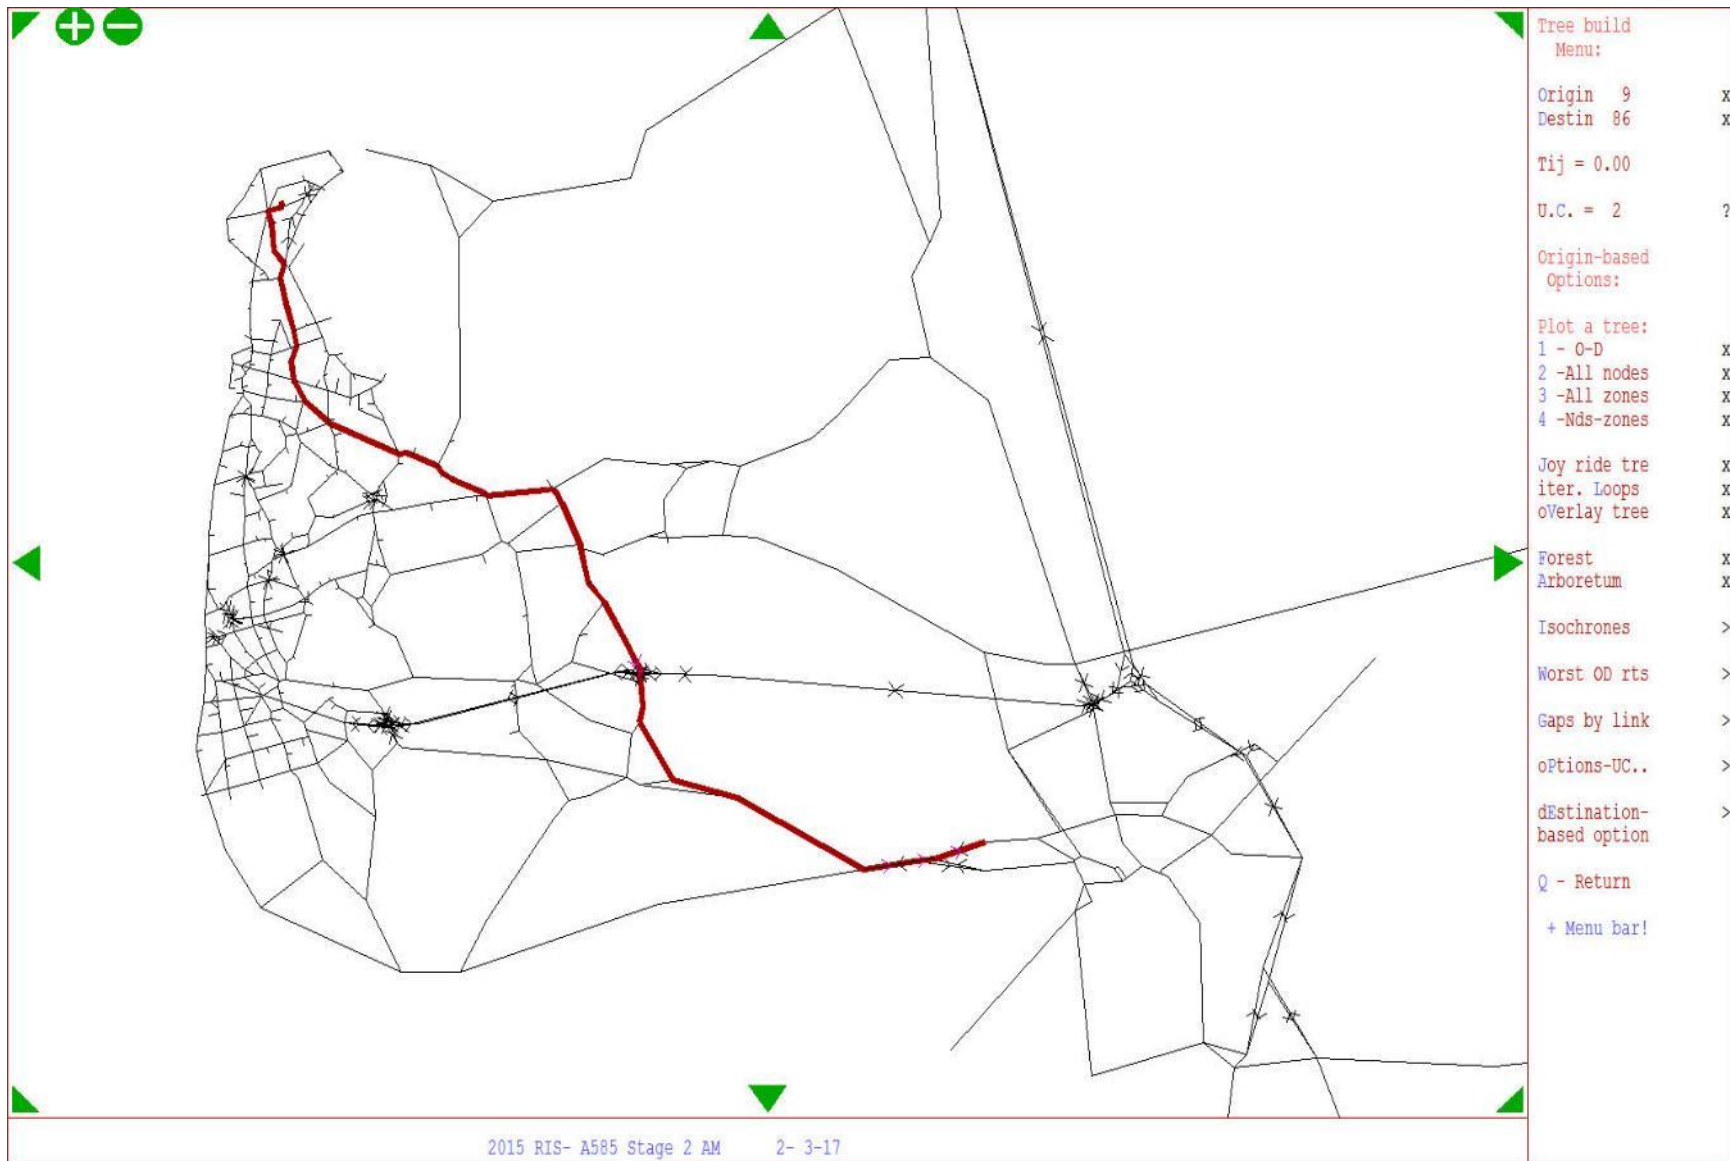 Tree build
Menu:
Origin 9 x
Destin 86 x
Tij = 0.00
U.C. = 2 ?
Origin-based
Options:
Plot a tree:
1 - O-D x
2 -All nodes x
3 -All zones x
4 -Nds-zones x
Joy ride tre x
iter. Loops x
oVerlay tree x
Forest x
Arboretum x
Isochrones >
Worst OD rts >
Gaps by link >
oPtions-UC.. >
dEstination- >
based option
Q - Return
+ Menu bar!
2015 RIS- A585 Stage 2 AM 2- 3-17